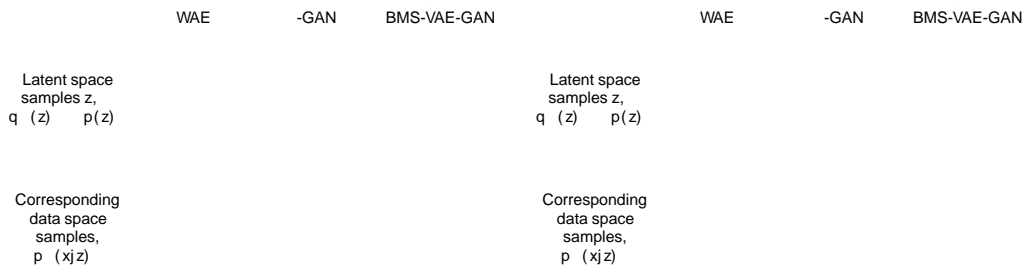 WAE -GAN BMS-VAE-GAN WAE -GAN BMS-VAE-GAN
Latent space
samples z,
q (z) p(z)
Latent space
samples z,
q (z) p(z)
Corresponding
data space
samples,
p (xjz)
Corresponding
data space
samples,
p (xjz)